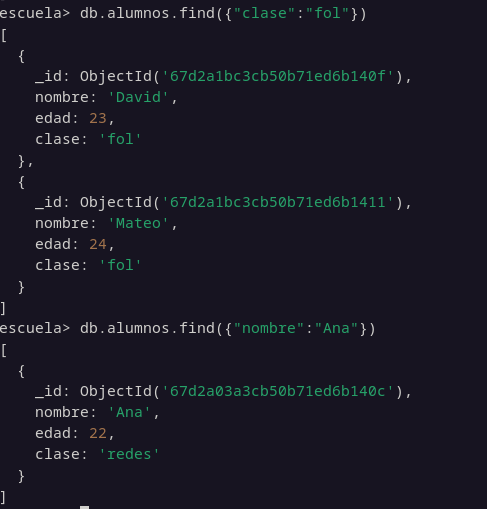 escuela> db.alumnos.find({"clase":"fol"})
[
  {
    _id: ObjectId('67d2a1bc3cb50b71ed6b140f'),
    nombre: 'David',
    edad: 23,
    clase: 'fol'
  },
  {
    _id: ObjectId('67d2a1bc3cb50b71ed6b1411'),
    nombre: 'Mateo',
    edad: 24,
    clase: 'fol'
  }
]
escuela> db.alumnos.find({"nombre":"Ana"})
[
  {
    _id: ObjectId('67d2a03a3cb50b71ed6b140c'),
    nombre: 'Ana',
    edad: 22,
    clase: 'redes'
  }
]